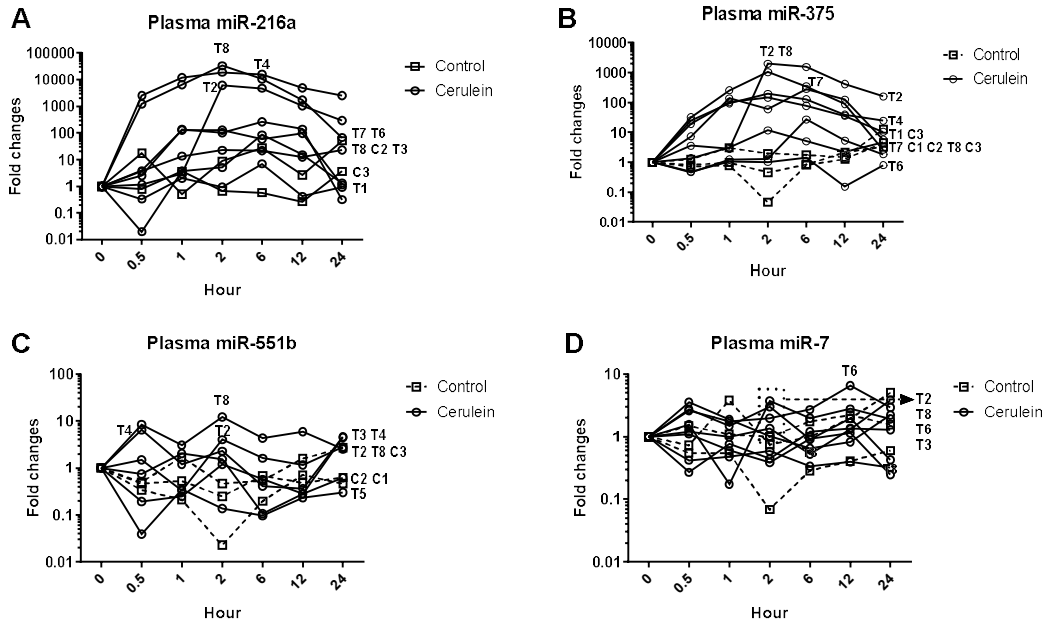 A
Plasma miR-216a
T8
T4
T2
100000
10000
1000
100
10
1
0.1
0.01
Fold changes
0
0.5
1
2
6
12
24
Hour
Control
Cerulein
T7 T6
T8 C2 T3
C3
T1
B
Plasma miR-375
T2 T8
T7
10000
1000
100
10
1
0.1
0.01
Fold changes
0
0.5
1
2
6
12
24
Hour
Control
Cerulein
T2
T4
T1 C3
T7 C1 C2 T8 C3
T6
C
Plasma miR-551b
T8
T4
T2
100
10
1
0.1
0.01
Fold changes
0
0.5
1
2
6
12
24
Hour
Control
Cerulein
T3 T4
T2 T8 C3
C2 C1
T5
D
Plasma miR-7
T6
10
1
0.1
0.01
Fold changes
0
0.5
1
2
6
12
24
Hour
Control
Cerulein
T2
T8
T6
T3